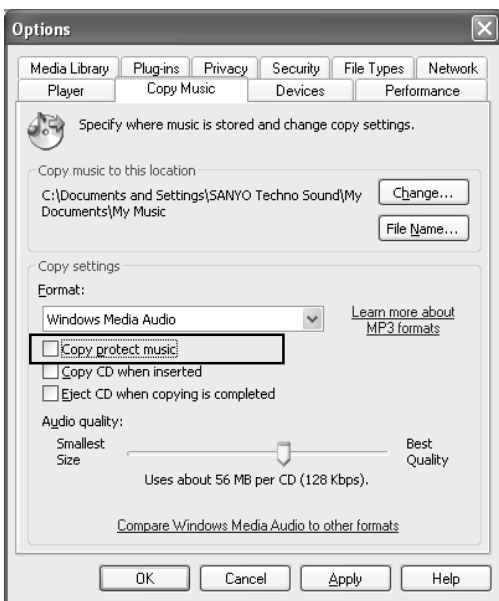 Options
Media Library Plug-ins Privacy Security File Types Network
Player Copy Music Devices Performance
Specify where music is stored and change copy settings.
Copy music to this location
C:\Documents and Settings\SANYO Techno Sound\My
Documents\My Music
Change...
File Name...
Copy settings
Format:
Windows Media Audio
Learn more about
MP3 formats
Copy protect music
Copy CD when inserted
Eject CD when copying is completed
Audio quality:
Smallest
Size
Best
Quality
Uses about 56 MB per CD (128 Kbps).
Compare Windows Media Audio to other formats
OK Cancel Apply Help